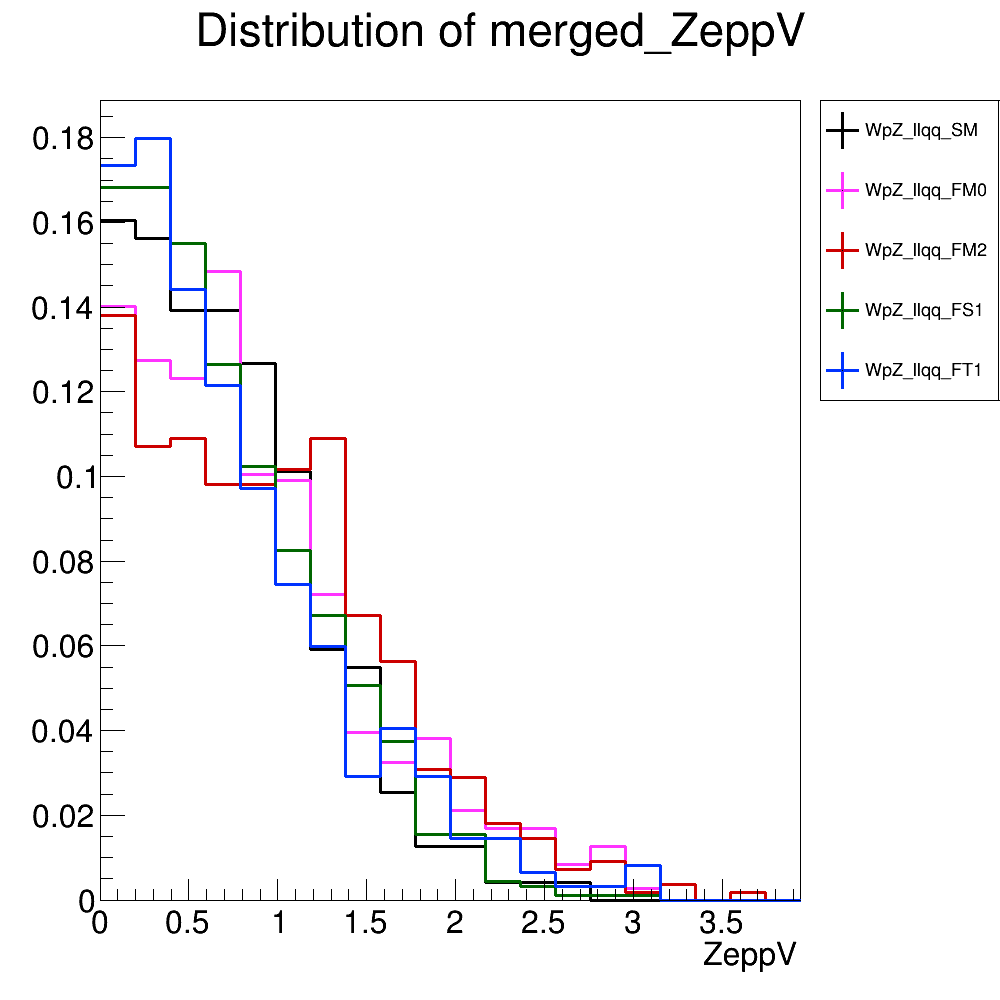 Distribution of merged_ZeppV
0.18
0.16
0.14
0.12
0.1
0.08
0.06
0.04
0.02
0
0 0.5 1 1.5 2 2.5 3 3.5
ZeppV
WpZ_llqq_SM
WpZ_llqq_FM0
WpZ_llqq_FM2
WpZ_llqq_FS1
WpZ_llqq_FT1